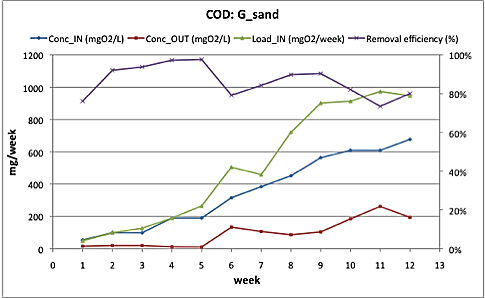 COD: G_sand
Conc_IN (mgO2/L) Conc_OUT (mgO2/L) Load_IN (mgO2/week) Removal efficiency (%)
1200 100%
1000 80%
800
60%
600
40%
400
200 20%
0 0%
0 1 2 3 4 5 6 7 8 9 10 11 12 13
mg/week
week